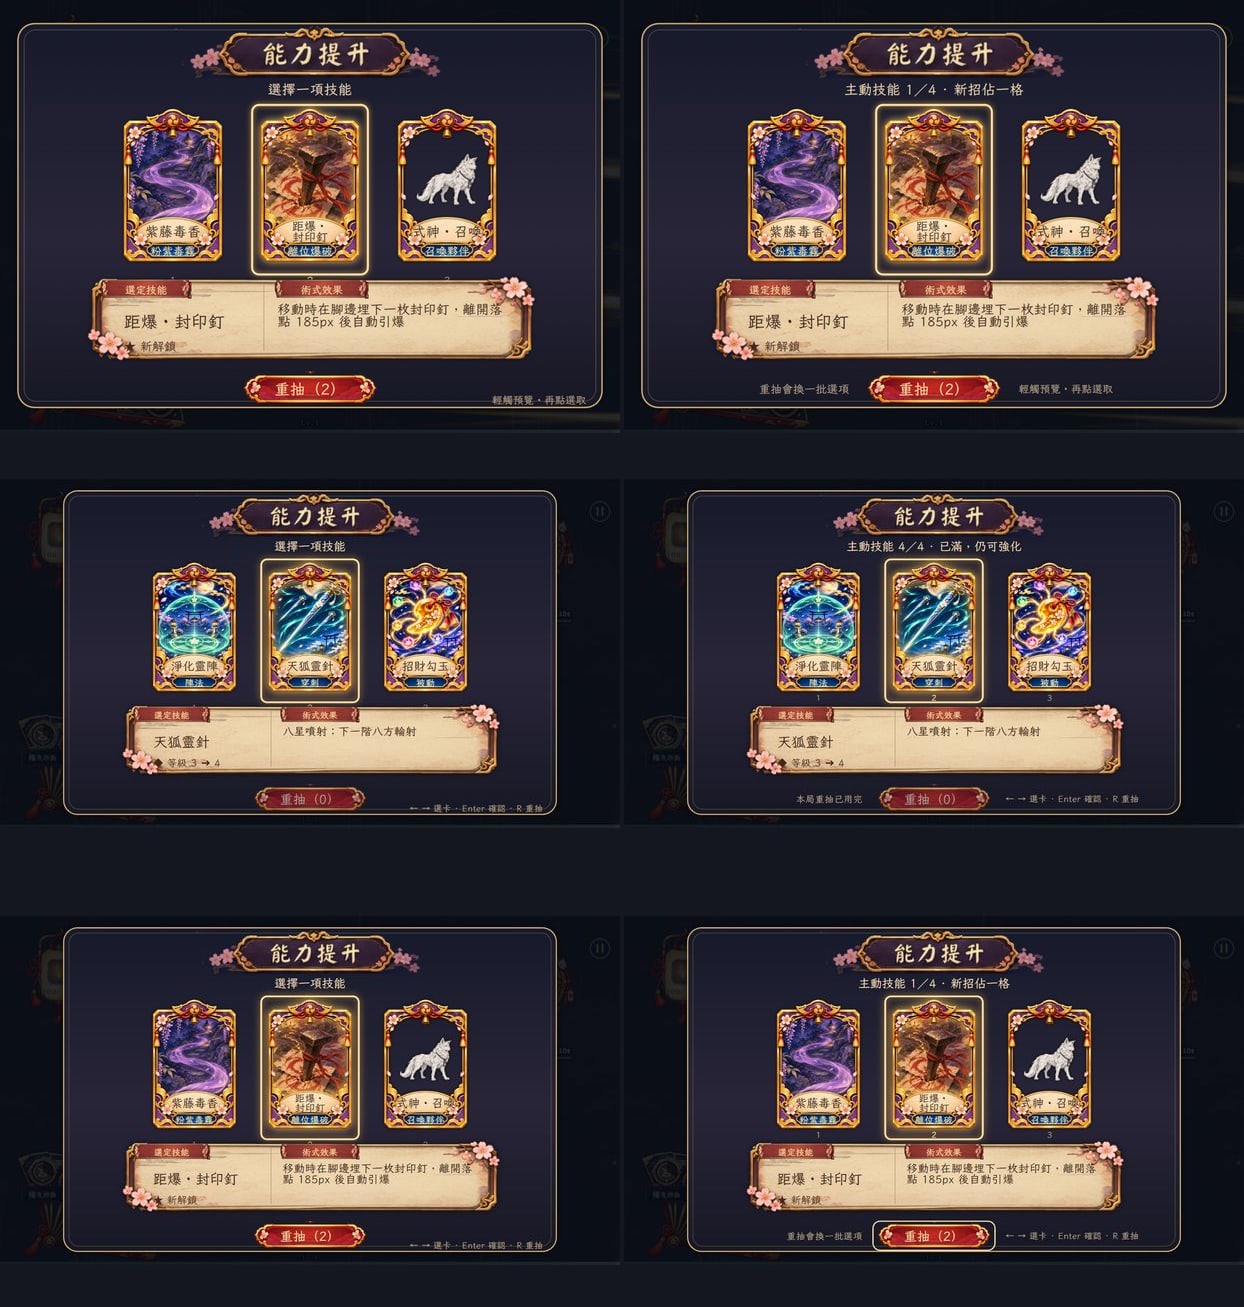 能力提升
選擇一項技能
紫藤毒香
粉紫毒霧
距爆・
封印釘
離位爆破
式神・召喚
召喚夥伴
選定技能
術式效果
距爆・封印釘
★ 新解鎖
移動時在腳邊埋下一枚封印釘，離開落
點 185px 後自動引爆
重抽（2）
輕觸預覽・再點選取
能力提升
主動技能 1／4 · 新招佔一格
紫藤毒香
粉紫毒霧
距爆・
封印釘
離位爆破
式神・召喚
召喚夥伴
選定技能
術式效果
距爆・封印釘
★ 新解鎖
移動時在腳邊埋下一枚封印釘，離開落
點 185px 後自動引爆
重抽會換一批選項
重抽（2）
輕觸預覽・再點選取
能力提升
選擇一項技能
淨化靈陣
陣法
天狐靈針
穿刺
招財勾玉
被動
選定技能
術式效果
天狐靈針
◆ 等級 3 → 4
八星噴射：下一階八方輪射
重抽（0）
← → 選卡 · Enter 確認 · R 重抽
能力提升
主動技能 4／4 · 已滿，仍可強化
淨化靈陣
陣法
1
天狐靈針
穿刺
2
招財勾玉
被動
3
選定技能
術式效果
天狐靈針
◆ 等級 3 → 4
八星噴射：下一階八方輪射
本局重抽已用完
重抽（0）
← → 選卡 · Enter 確認 · R 重抽
能力提升
選擇一項技能
紫藤毒香
粉紫毒霧
距爆・
封印釘
離位爆破
式神・召喚
召喚夥伴
選定技能
術式效果
距爆・封印釘
★ 新解鎖
移動時在腳邊埋下一枚封印釘，離開落
點 185px 後自動引爆
重抽（2）
← → 選卡 · Enter 確認 · R 重抽
能力提升
主動技能 1／4 · 新招佔一格
紫藤毒香
粉紫毒霧
1
距爆・
封印釘
離位爆破
2
式神・召喚
召喚夥伴
3
選定技能
術式效果
距爆・封印釘
★ 新解鎖
移動時在腳邊埋下一枚封印釘，離開落
點 185px 後自動引爆
重抽會換一批選項
重抽（2）
← → 選卡 · Enter 確認 · R 重抽